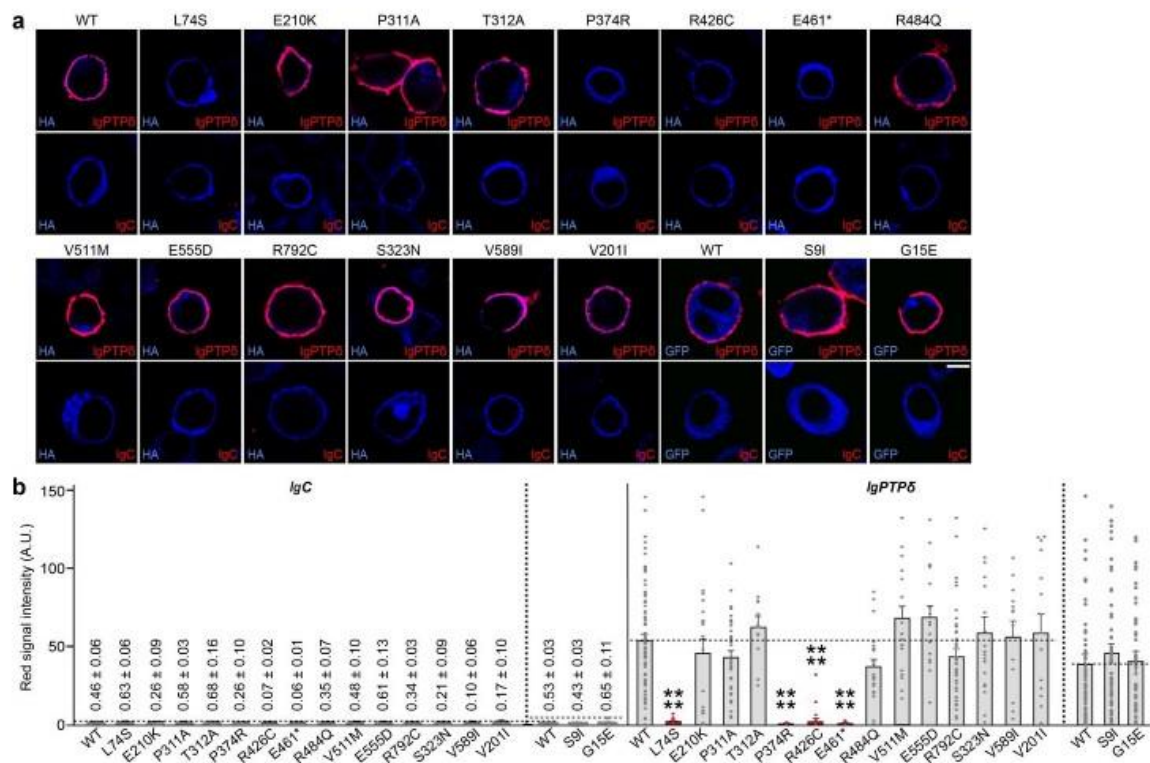 a
WT L74S E210K P311A T312A P374R R426C E461* R484Q
HA IgPTPδ HA IgPTPδ HA IgPTPδ HA IgPTPδ HA IgPTPδ HA IgPTPδ HA IgPTPδ HA IgPTPδ HA IgPTPδ
HA IgC HA IgC HA IgC HA IgC HA IgC HA IgC HA IgC HA IgC HA IgC
V511M E555D R792C S323N V589I V201I WT S9I G15E
HA IgPTPδ HA IgPTPδ HA IgPTPδ HA IgPTPδ HA IgPTPδ HA IgPTPδ GFP IgPTPδ GFP IgPTPδ GFP IgPTPδ
HA IgC HA IgC HA IgC HA IgC HA IgC HA IgC GFP IgC GFP IgC GFP IgC
b
IgC IgPTPδ
Red signal intensity (A.U.)
150
100
50
0
0.46 ± 0.06
0.63 ± 0.06
0.26 ± 0.09
0.58 ± 0.03
0.68 ± 0.16
0.26 ± 0.10
0.07 ± 0.02
0.06 ± 0.01
0.35 ± 0.07
0.48 ± 0.10
0.61 ± 0.13
0.34 ± 0.03
0.21 ± 0.09
0.10 ± 0.06
0.17 ± 0.10
0.53 ± 0.03
0.43 ± 0.03
0.65 ± 0.11
** ** ** **
** ** ** **
WT L74S E210K P311A T312A P374R R426C E461* R484Q V511M E555D R792C S323N V589I V201I WT S9I G15E WT L74S E210K P311A T312A P374R R426C E461* R484Q V511M E555D R792C S323N V589I V201I WT S9I G15E